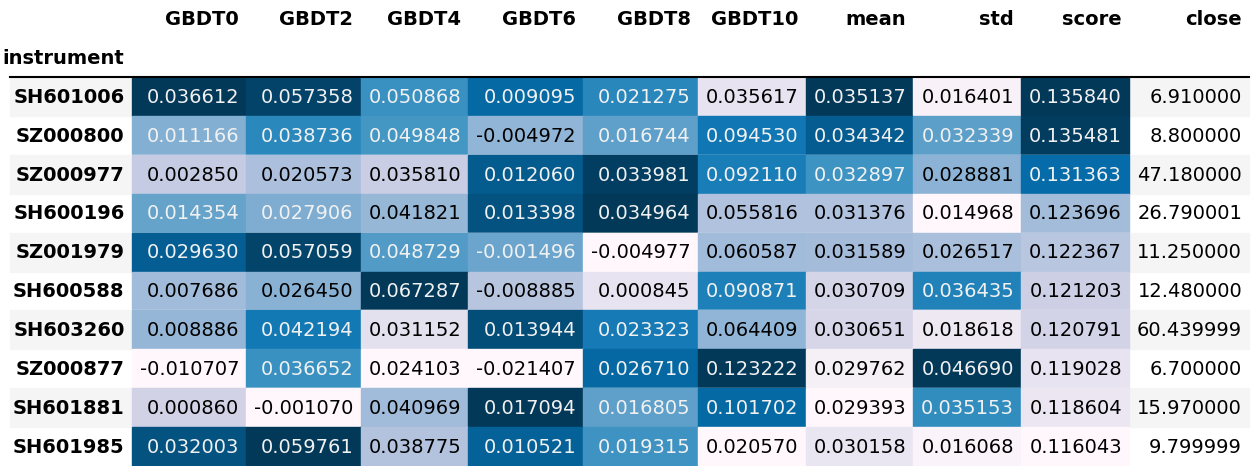 GBDT0 GBDT2 GBDT4 GBDT6 GBDT8 GBDT10 mean std score close
instrument
SH601006 0.036612 0.057358 0.050868 0.009095 0.021275 0.035617 0.035137 0.016401 0.135840 6.910000
SZ000800 0.011166 0.038736 0.049848 -0.004972 0.016744 0.094530 0.034342 0.032339 0.135481 8.800000
SZ000977 0.002850 0.020573 0.035810 0.012060 0.033981 0.092110 0.032897 0.028881 0.131363 47.180000
SH600196 0.014354 0.027906 0.041821 0.013398 0.034964 0.055816 0.031376 0.014968 0.123696 26.790001
SZ001979 0.029630 0.057059 0.048729 -0.001496 -0.004977 0.060587 0.031589 0.026517 0.122367 11.250000
SH600588 0.007686 0.026450 0.067287 -0.008885 0.000845 0.090871 0.030709 0.036435 0.121203 12.480000
SH603260 0.008886 0.042194 0.031152 0.013944 0.023323 0.064409 0.030651 0.018618 0.120791 60.439999
SZ000877 -0.010707 0.036652 0.024103 -0.021407 0.026710 0.123222 0.029762 0.046690 0.119028 6.700000
SH601881 0.000860 -0.001070 0.040969 0.017094 0.016805 0.101702 0.029393 0.035153 0.118604 15.970000
SH601985 0.032003 0.059761 0.038775 0.010521 0.019315 0.020570 0.030158 0.016068 0.116043 9.799999